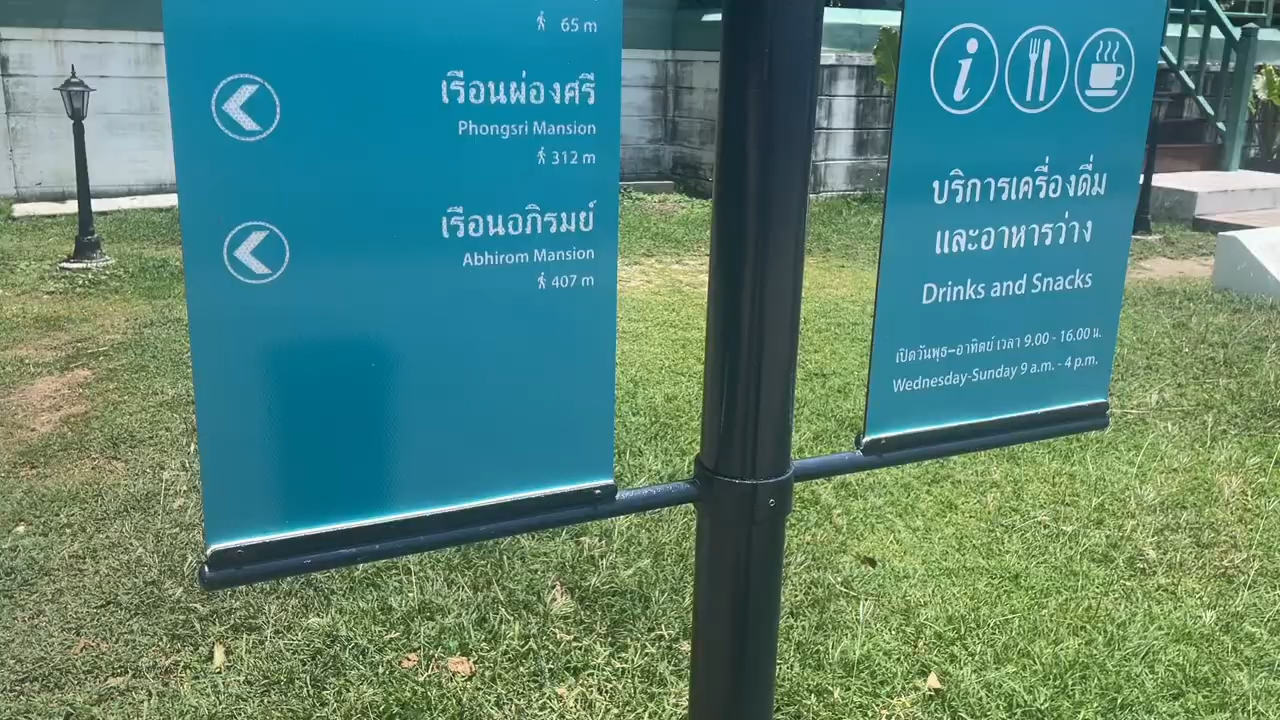 65 m
เรือนผ่องศรี
Phongsri Mansion
312 m
เรือนอภิรมย์
Abhirom Mansion
407 m
i
บริการเครื่องดื่ม
และอาหารว่าง
Drinks and Snacks
เปิดวันพุธ-อาทิตย์ เวลา 9.00 - 16.00 น.
Wednesday-Sunday 9 a.m. - 4 p.m.